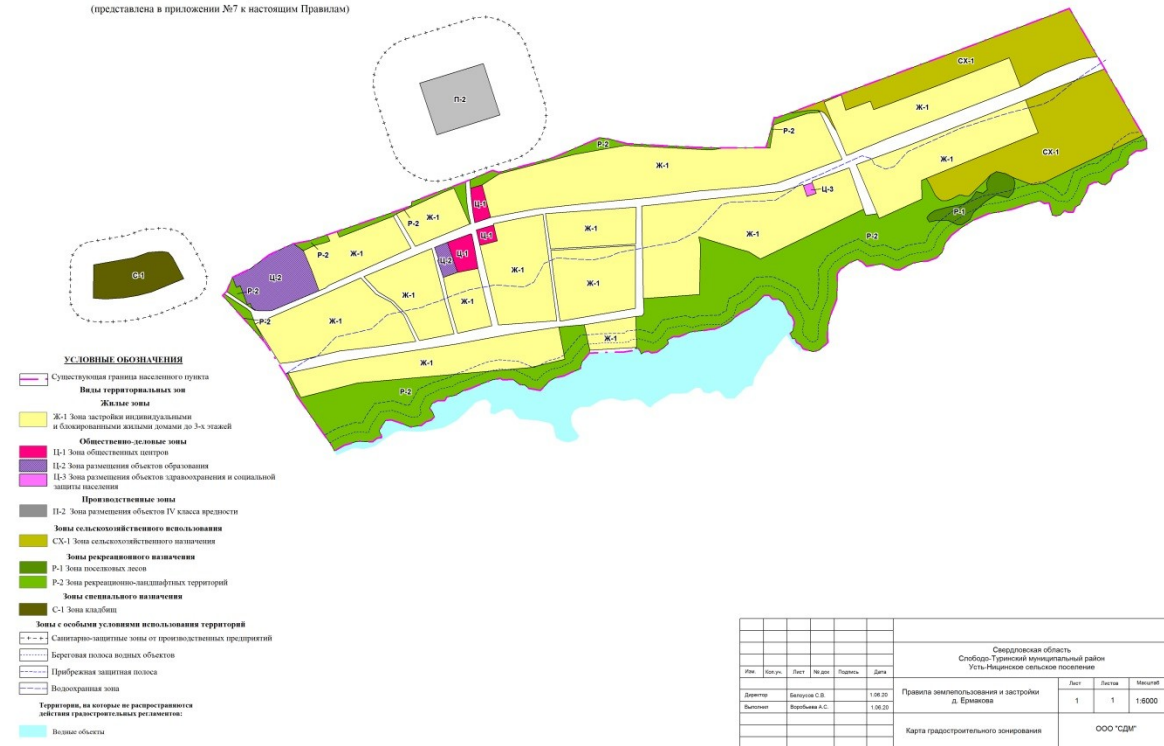 (представлена в приложении №7 к настоящим Правилам)
СХ-1
П-2
Ж-1
Р-2
Р-2
Ж-1
Ж-1
СХ-1
Ц-3
Ц-1
Р-1
Ж-1
Р-2
Ж-1
Ц-1
Р-2
Ж-1
Р-2
Ж-1
Ц-2
Ц-1
Ж-1
С-1
Ц-2
Ж-1
Р-2
Ж-1
Ж-1
Р-2
Ж-1
Ж-1
Ж-1
Ж-1
Р-2
УСЛОВНЫЕ ОБОЗНАЧЕНИЯ
Существующая граница населенного пункта
Виды территориальных зон
Жилые зоны
Ж-1 Зона застройки индивидуальными
и блокированными жилыми домами до 3-х этажей
Общественно-деловые зоны
Ц-1 Зона общественных центров
Ц-2 Зона размещения объектов образования
Ц-3 Зона размещения объектов здравоохранения и социальной
защиты населения
Производственные зоны
П-2 Зона размещения объектов IV класса вредности
Зоны сельскохозяйственного использования
СХ-1 Зона сельскохозяйственного назначения
Зоны рекреационного назначения
Р-1 Зона поселковых лесов
Р-2 Зона рекреационно-ландшафтных территорий
Зоны специального назначения
С-1 Зона кладбищ
Зоны с особыми условиями использования территорий
Санитарно-защитные зоны от производственных предприятий
Береговая полоса водных объектов
Прибрежная защитная полоса
Водоохранная зона
Территории, на которые не распространяются
действия градостроительных регламентов:
Водные объекты
Свердловская область
Слободо-Туринский муниципальный район
Усть-Ницинское сельское поселение
Изм. Кол.уч. Лист № док Подпись Дата
Директор Белоусов С.В. 1.06.20
Выполнил Воробьева А.С. 1.06.20
Правила землепользования и застройки
д. Ермакова
Лист Листов Масштаб
1 1 1:6000
Карта градостроительного зонирования
ООО "СДМ"